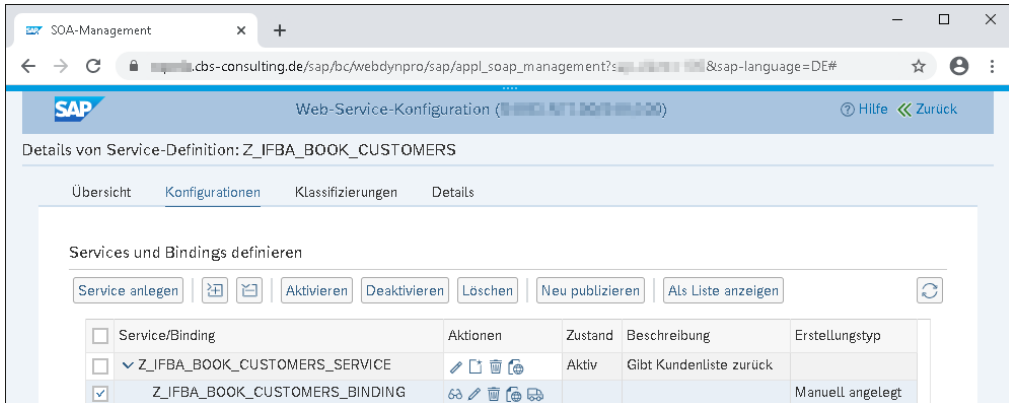 SAP SOA-Management
.cbs-consulting.de/sap/bc/webdynpro/sap/appl_soap_management?s &sap-language=DE#
SAP Web-Service-Konfiguration ( ) Hilfe Zurück
Details von Service-Definition: Z_IFBA_BOOK_CUSTOMERS
Übersicht Konfigurationen Klassifizierungen Details
Services und Bindings definieren
Service anlegen Aktivieren Deaktivieren Löschen Neu publizieren Als Liste anzeigen
Service/Binding Aktionen Zustand Beschreibung Erstellungstyp
Z_IFBA_BOOK_CUSTOMERS_SERVICE Aktiv Gibt Kundenliste zurück
Z_IFBA_BOOK_CUSTOMERS_BINDING Manuell angelegt